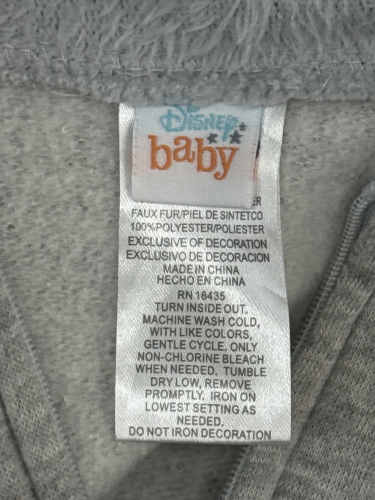 Disney
baby
ER
FAUX FUR/PIEL DE SINTETCO
100%POLYESTER/POLIESTER
EXCLUSIVE OF DECORATION
EXCLUSIVO DE DECORACION
MADE IN CHINA
HECHO EN CHINA
RN 16435
TURN INSIDE OUT,
MACHINE WASH COLD,
WITH LIKE COLORS,
GENTLE CYCLE, ONLY
NON-CHLORINE BLEACH
WHEN NEEDED. TUMBLE
DRY LOW, REMOVE
PROMPTLY. IRON ON
LOWEST SETTING AS
NEEDED.
DO NOT IRON DECORATION